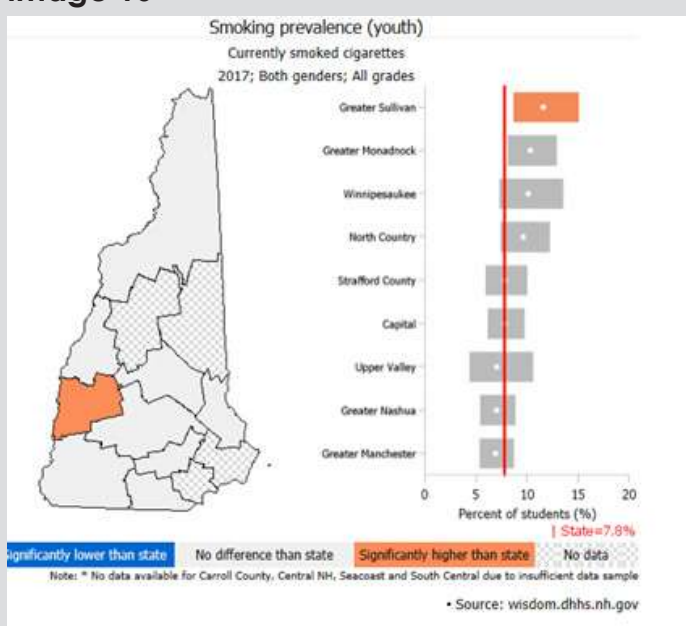 Smoking prevalence (youth)
Currently smoked cigarettes
2017; Both genders; All grades
Greater Sullivan
Greater Monadnock
Winnipesaukee
North Country
Strafford County
Capital
Upper Valley
Greater Nashua
Greater Manchester
0 5 10 15 20
Percent of students (%)
| State=7.8%
Significantly lower than state No difference than state Significantly higher than state No data
Note: * No data available for Carroll County, Central NH, Seacoast and South Central due to insufficient data sample
• Source: wisdom.dhhs.nh.gov